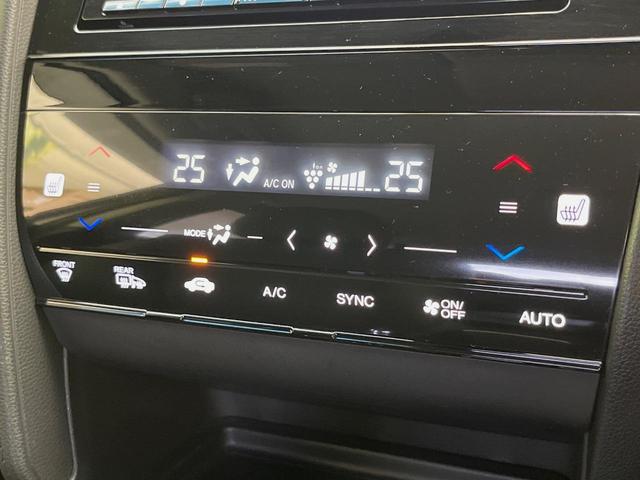 25 A/C ON 25
MODE
FRONT REAR A/C SYNC ON/OFF AUTO